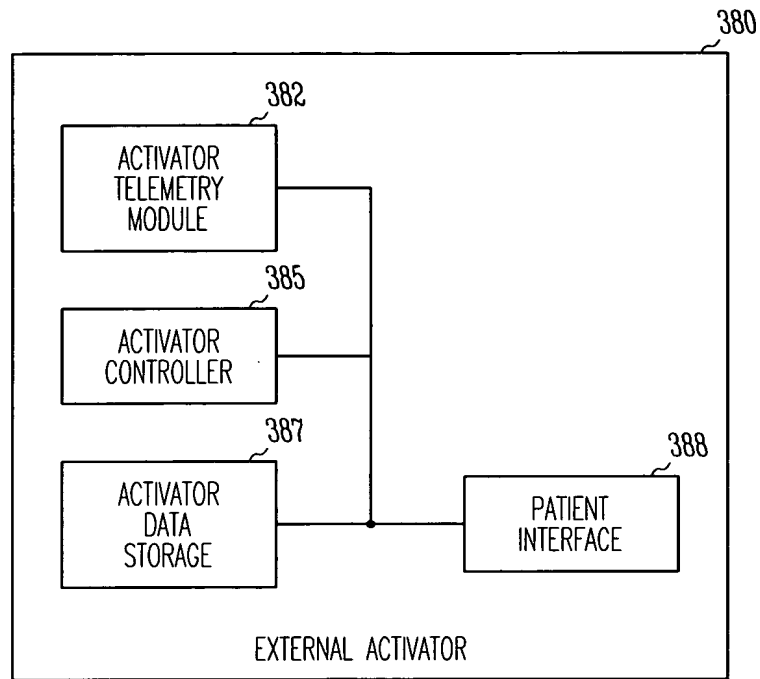 380
382
ACTIVATOR
TELEMETRY
MODULE
385
ACTIVATOR
CONTROLLER
387
ACTIVATOR
DATA
STORAGE
388
PATIENT
INTERFACE
EXTERNAL ACTIVATOR